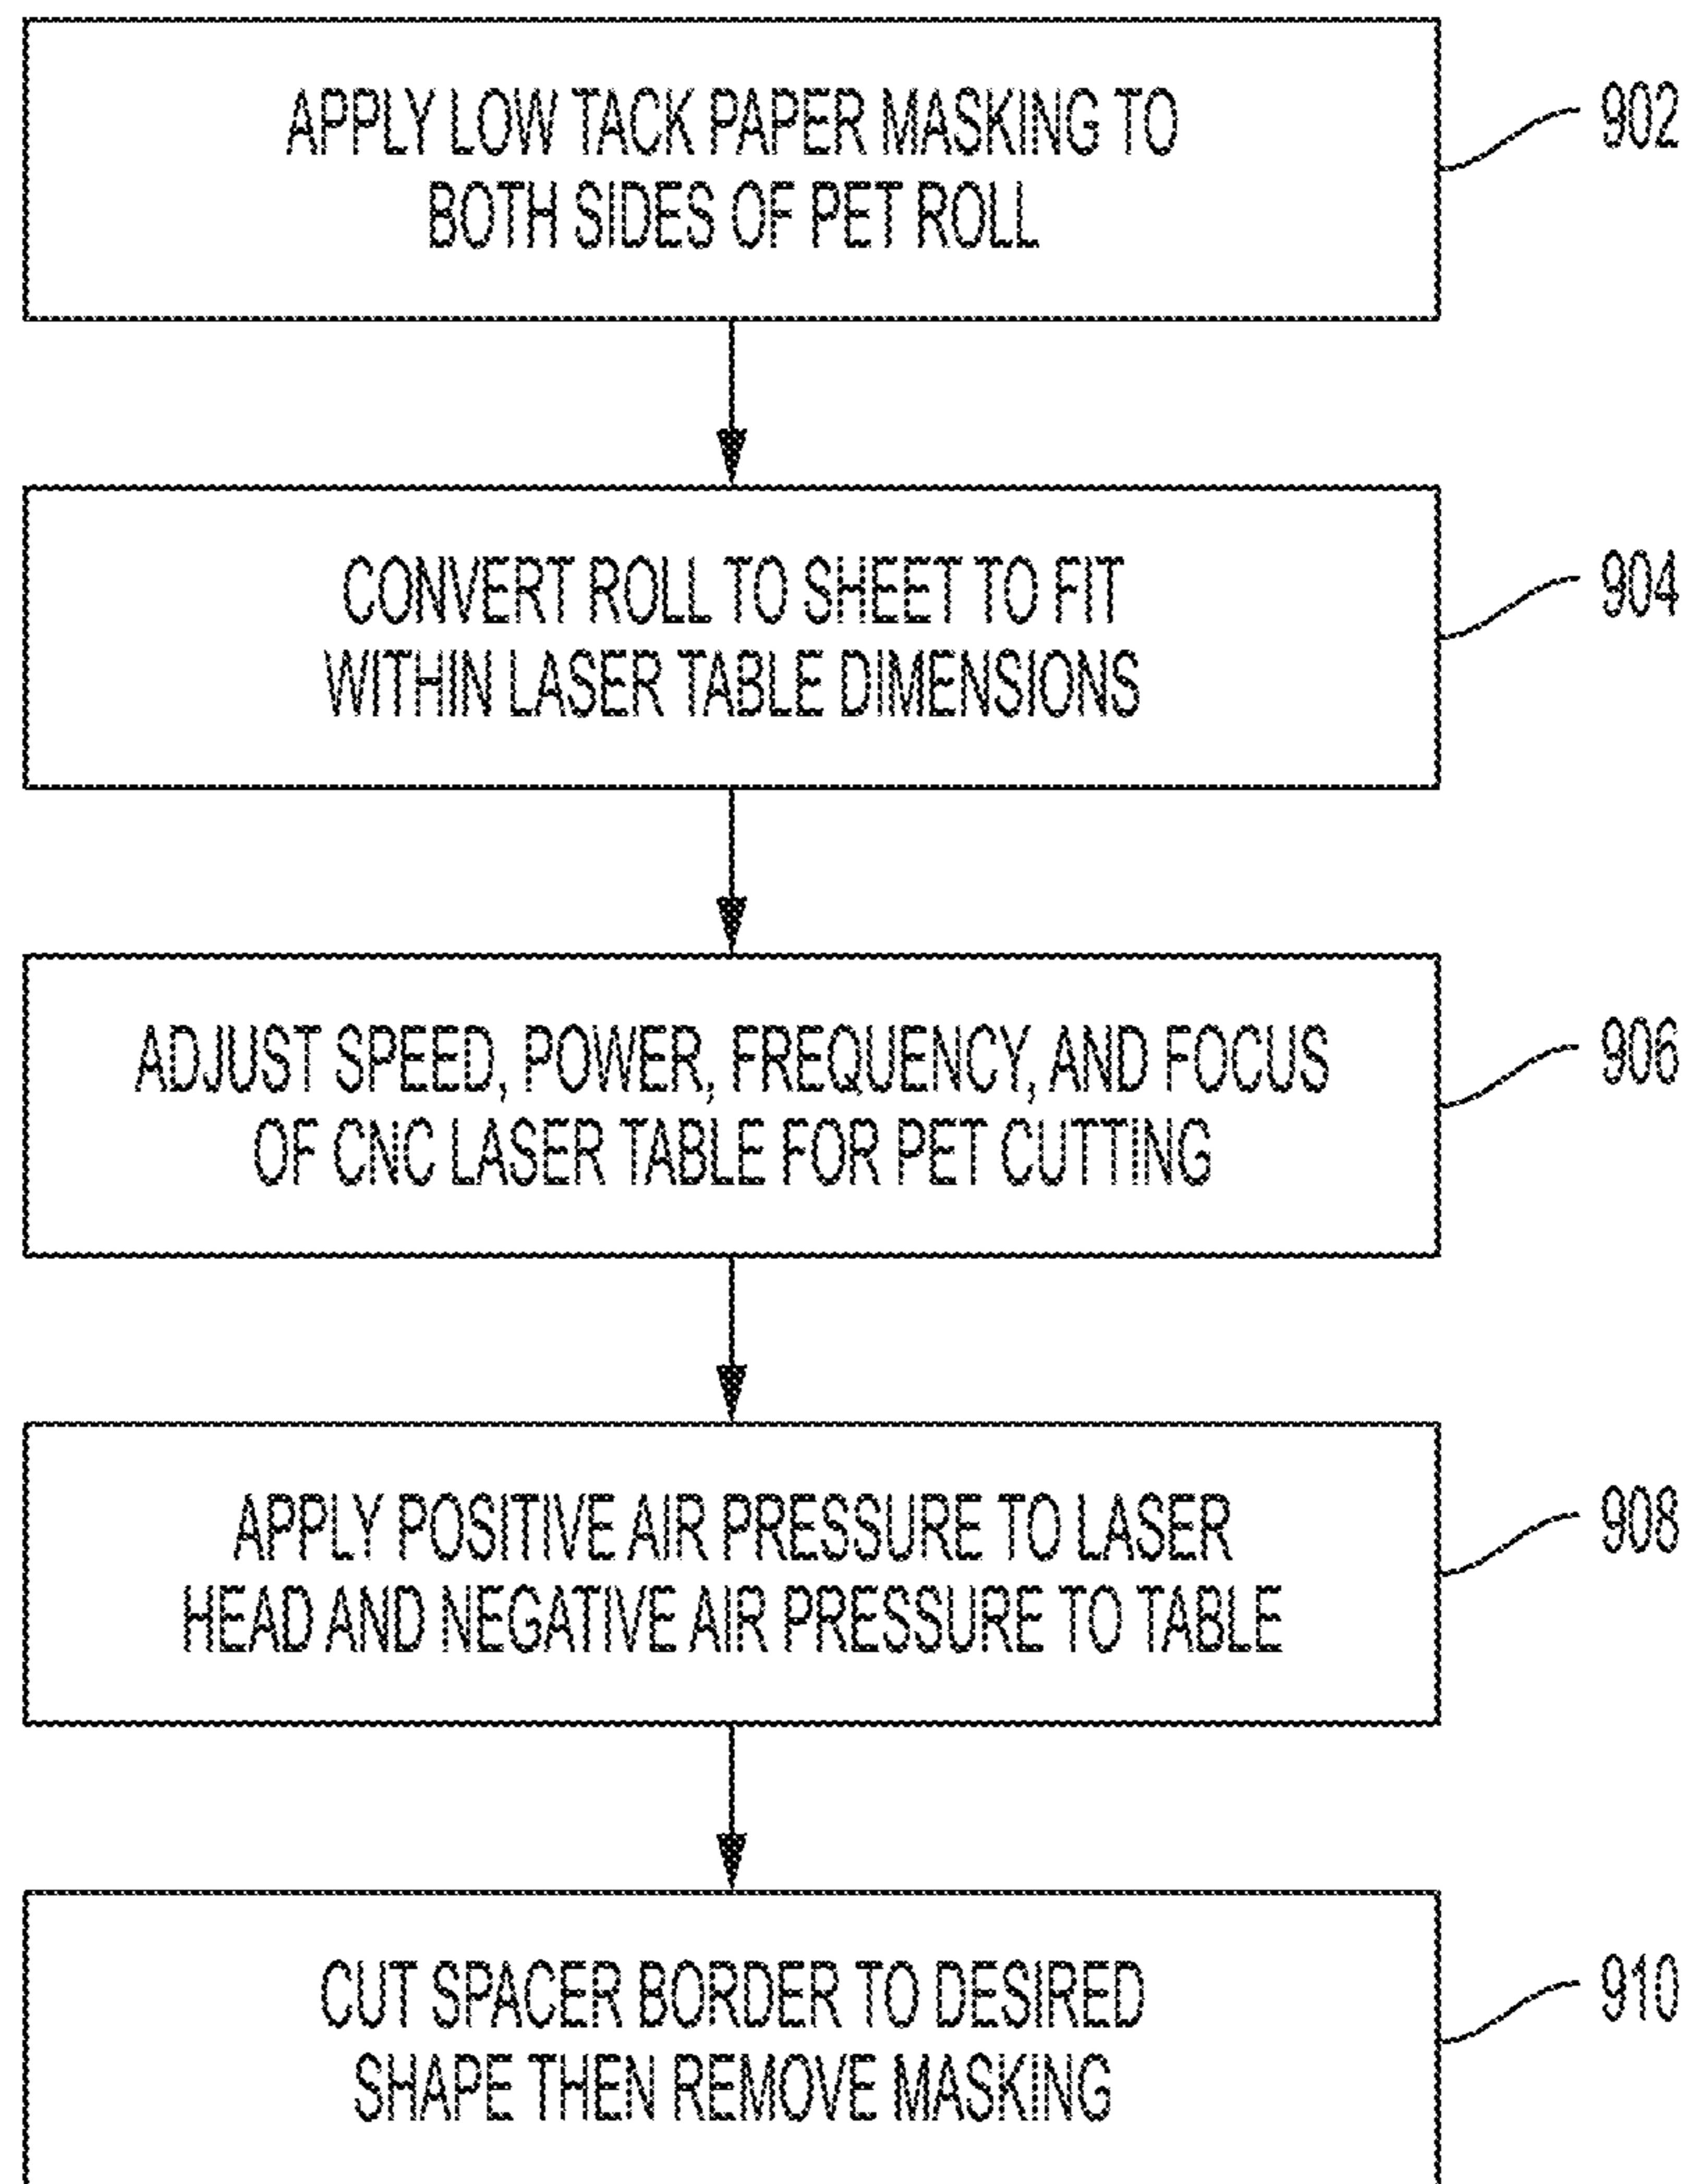 APPLY LOW TACK PAPER MASKING TO
BOTH SIDES OF PET ROLL
902
CONVERT ROLL TO SHEET TO FIT
WITHIN LASER TABLE DIMENSIONS
904
ADJUST SPEED, POWER, FREQUENCY, AND FOCUS
OF CNC LASER TABLE FOR PET CUTTING
906
APPLY POSITIVE AIR PRESSURE TO LASER
HEAD AND NEGATIVE AIR PRESSURE TO TABLE
908
CUT SPACER BORDER TO DESIRED
SHAPE THEN REMOVE MASKING
910